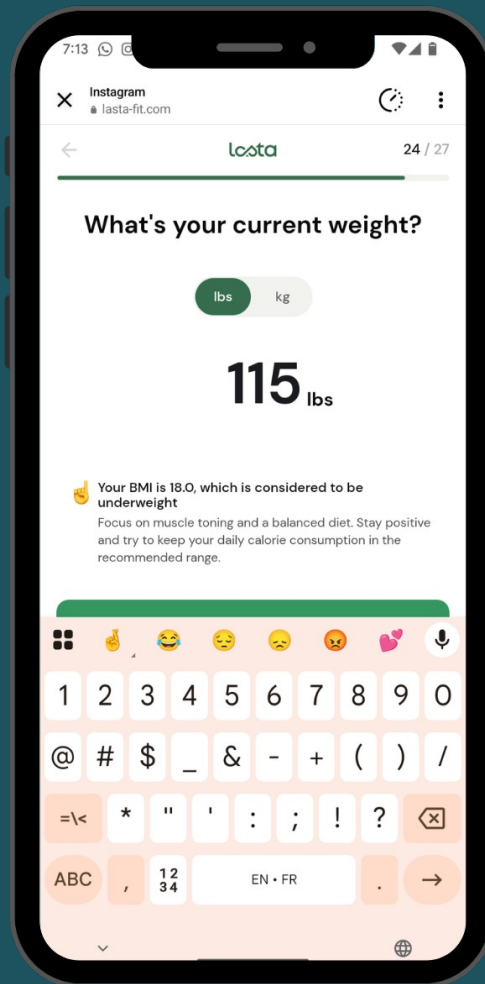 7:13
Instagram
lasta-fit.com
lasta
24 / 27
What's your current weight?
lbs kg
115 lbs
Your BMI is 18.0, which is considered to be
underweight
Focus on muscle toning and a balanced diet. Stay positive
and try to keep your daily calorie consumption in the
recommended range.
1 2 3 4 5 6 7 8 9 0
@ # $ _ & - + ( ) /
=\< * " ' : ; ! ?
ABC , 12 EN • FR .
34